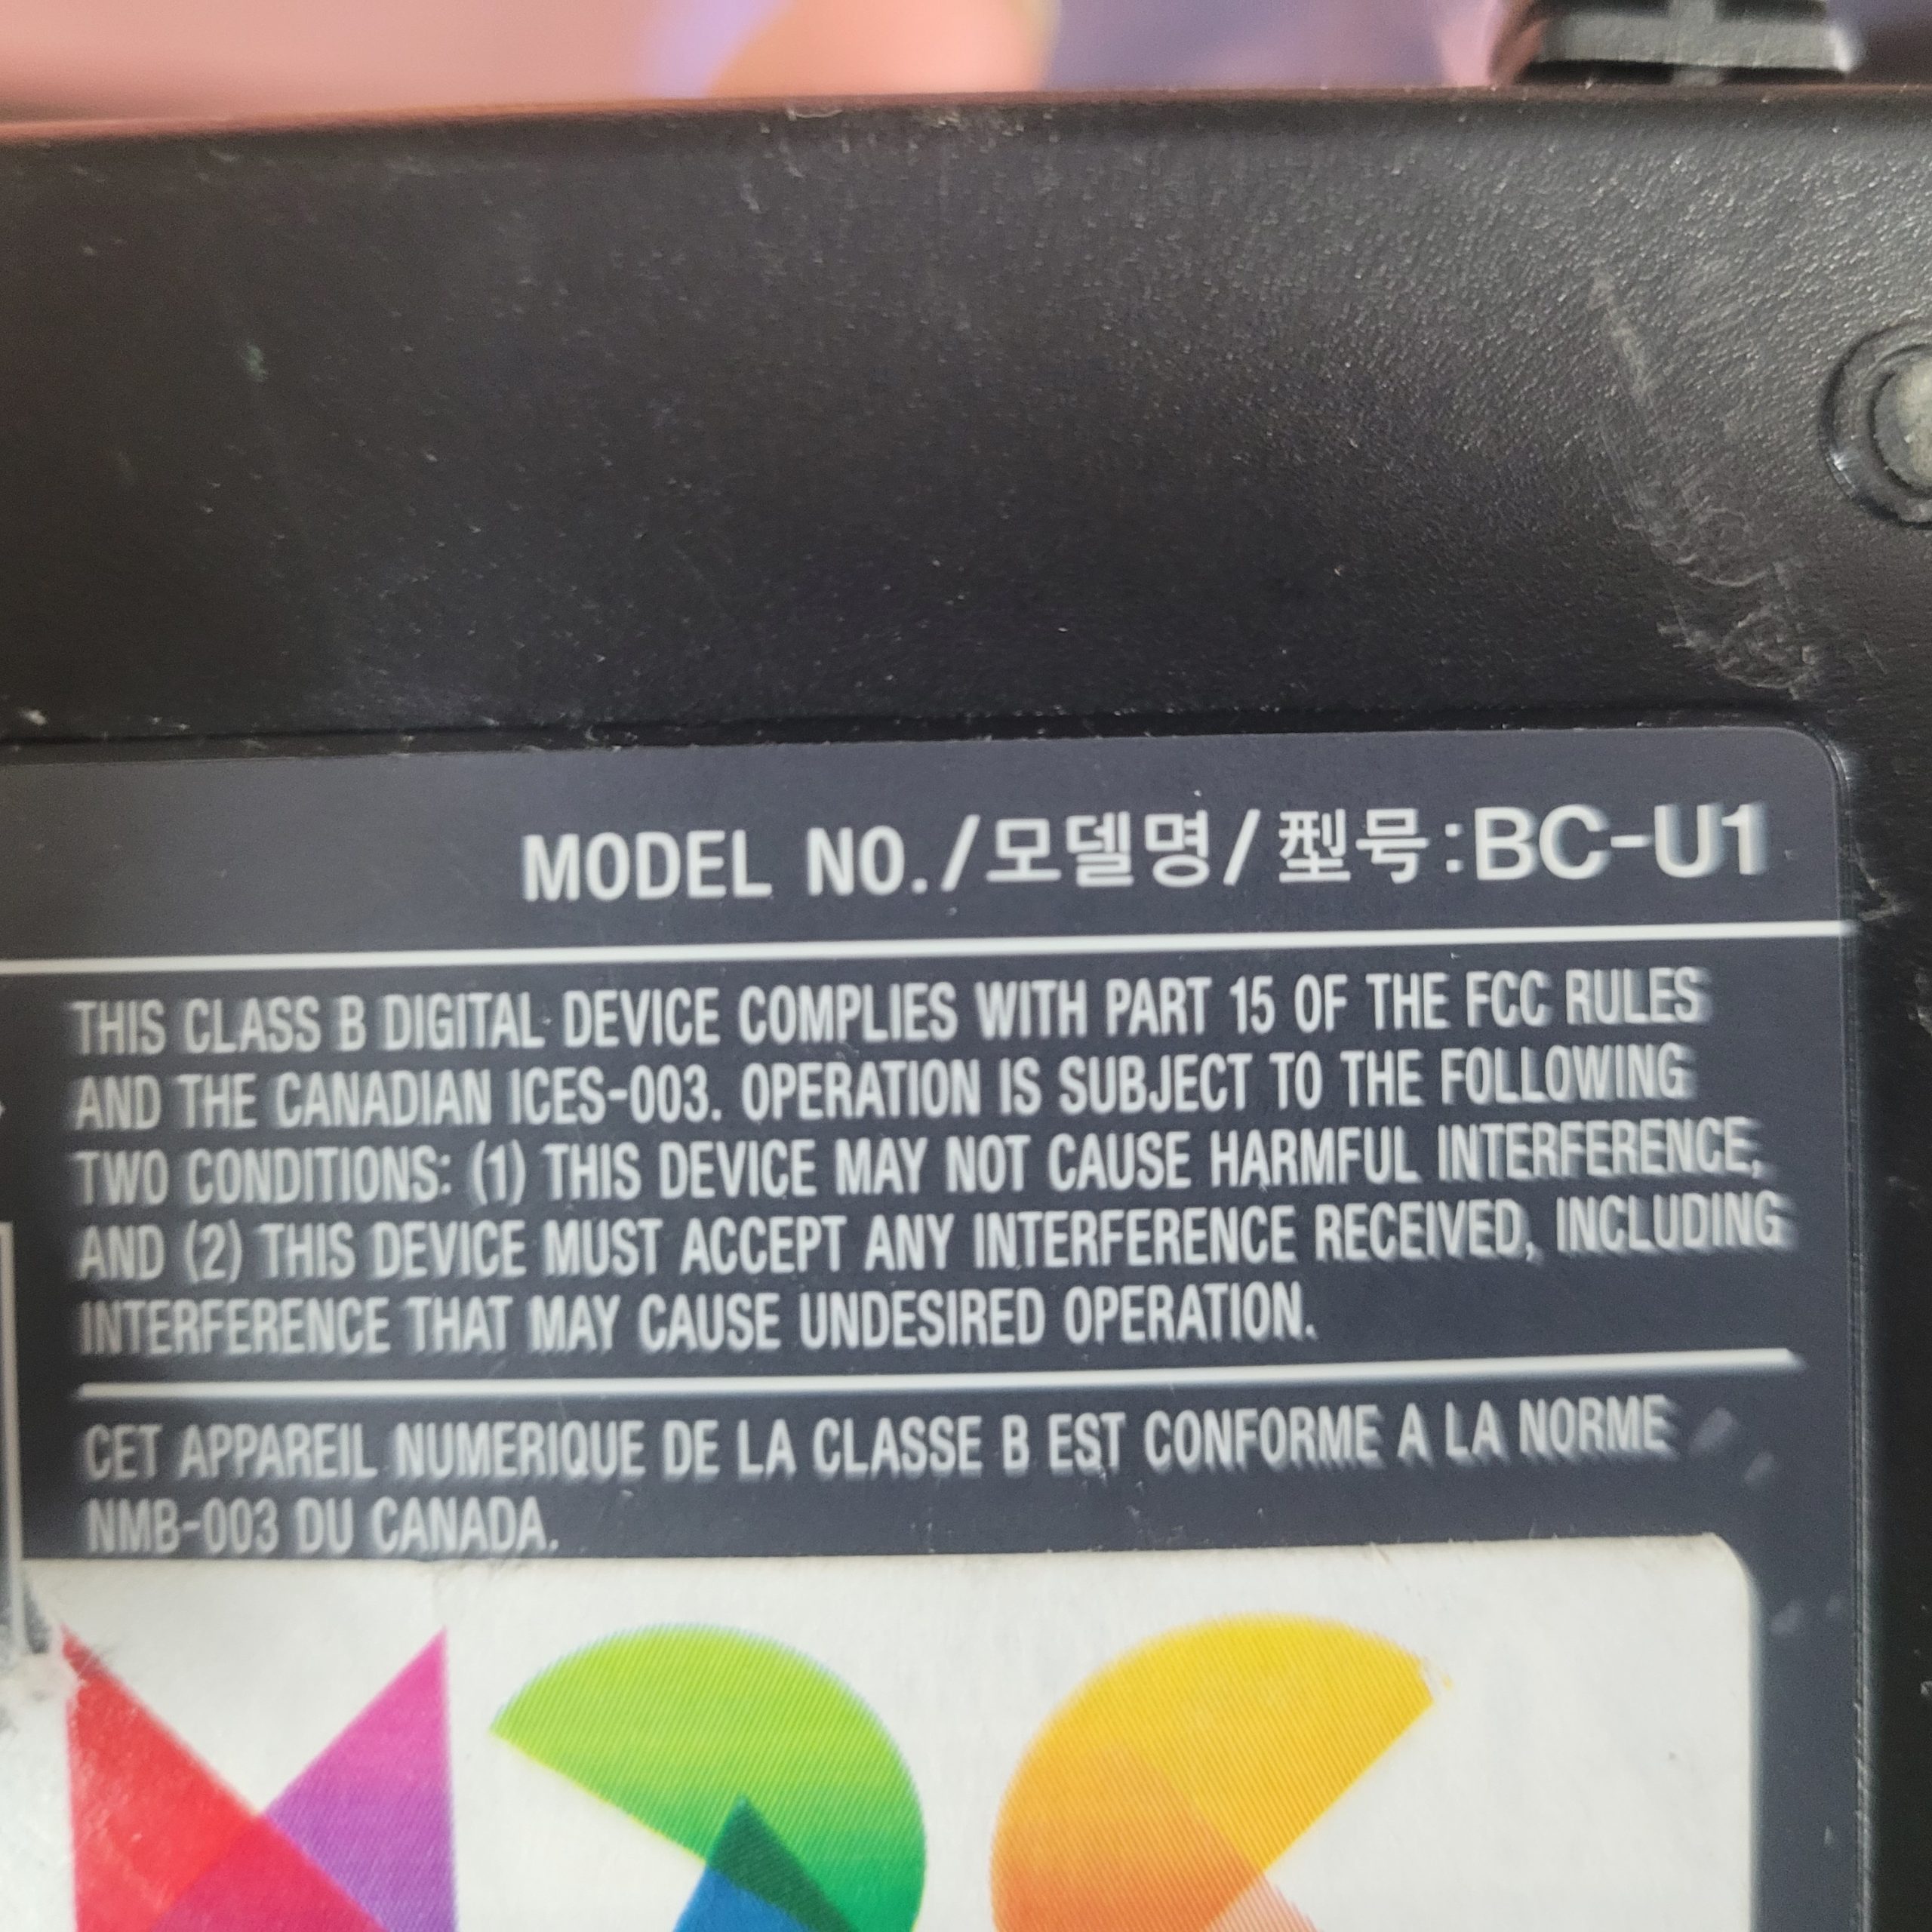 MODEL NO./모델명/型号:BC-U1
THIS CLASS B DIGITAL DEVICE COMPLIES WITH PART 15 OF THE FCC RULES
AND THE CANADIAN ICES-003. OPERATION IS SUBJECT TO THE FOLLOWING
TWO CONDITIONS: (1) THIS DEVICE MAY NOT CAUSE HARMFUL INTERFERENCE,
AND (2) THIS DEVICE MUST ACCEPT ANY INTERFERENCE RECEIVED, INCLUDING
INTERFERENCE THAT MAY CAUSE UNDESIRED OPERATION.
CET APPAREIL NUMERIQUE DE LA CLASSE B EST CONFORME A LA NORME
NMB-003 DU CANADA.